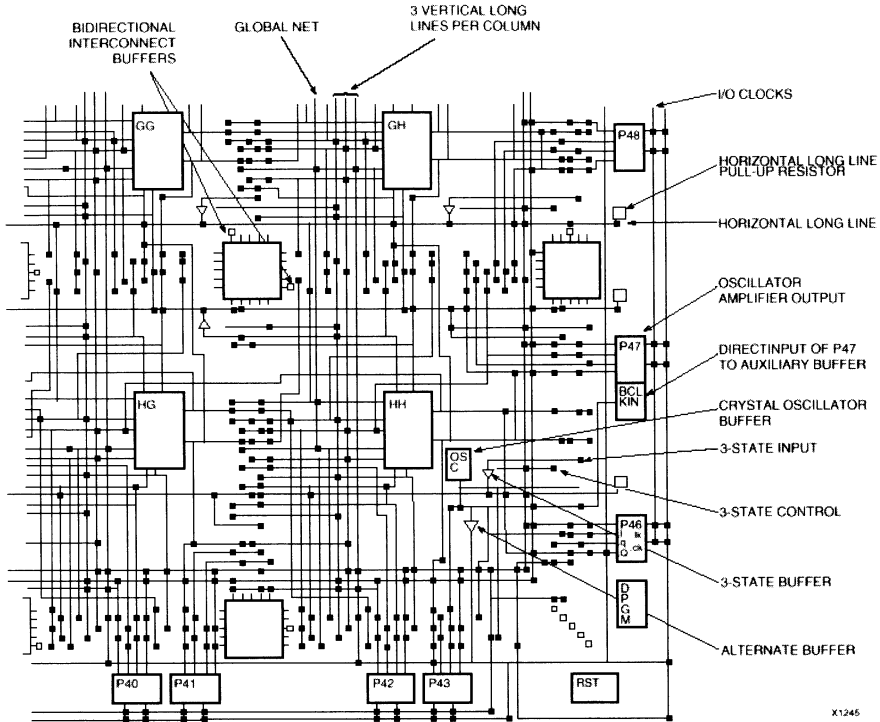 3 VERTICAL LONG
LINES PER COLUMN
BIDIRECTIONAL
INTERCONNECT
BUFFERS
GLOBAL NET
I/O CLOCKS
GG
GH
P48
HORIZONTAL LONG LINE
PULL-UP RESISTOR
HORIZONTAL LONG LINE
OSCILLATOR
AMPLIFIER OUTPUT
P47
DIRECTINPUT OF P47
TO AUXILIARY BUFFER
BCL
KIN
HG
HH
CRYSTAL OSCILLATOR
BUFFER
OS
C
3-STATE INPUT
3-STATE CONTROL
P46
I lk
q
O clk
3-STATE BUFFER
D
P
G
M
ALTERNATE BUFFER
P40
P41
P42
P43
RST
X1245